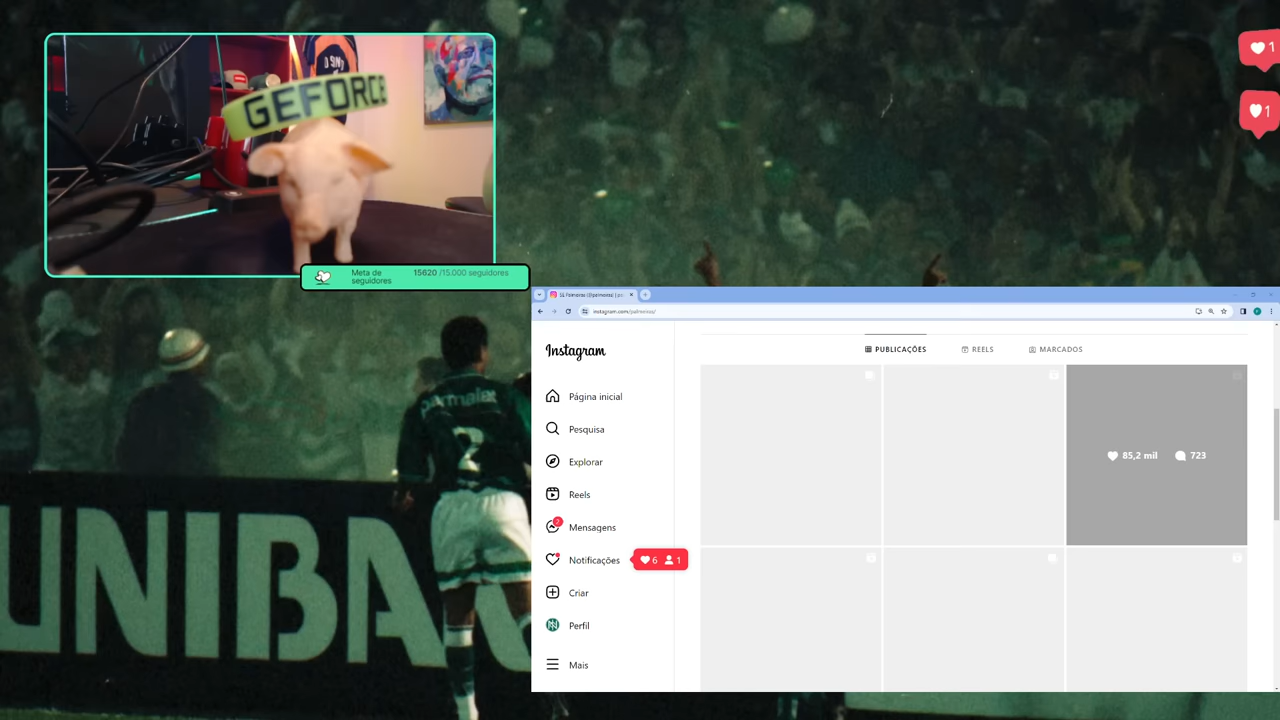 GEFORCE
Meta de seguidores
15620 /15.000 seguidores
1
1
parmalat
2
UNIBA
instagram.com/palmeiras/
Instagram
Página inicial
Pesquisa
Explorar
Reels
2
Mensagens
Notificações
6 1
Criar
Perfil
Mais
PUBLICAÇÕES
REELS
MARCADOS
85,2 mil 723